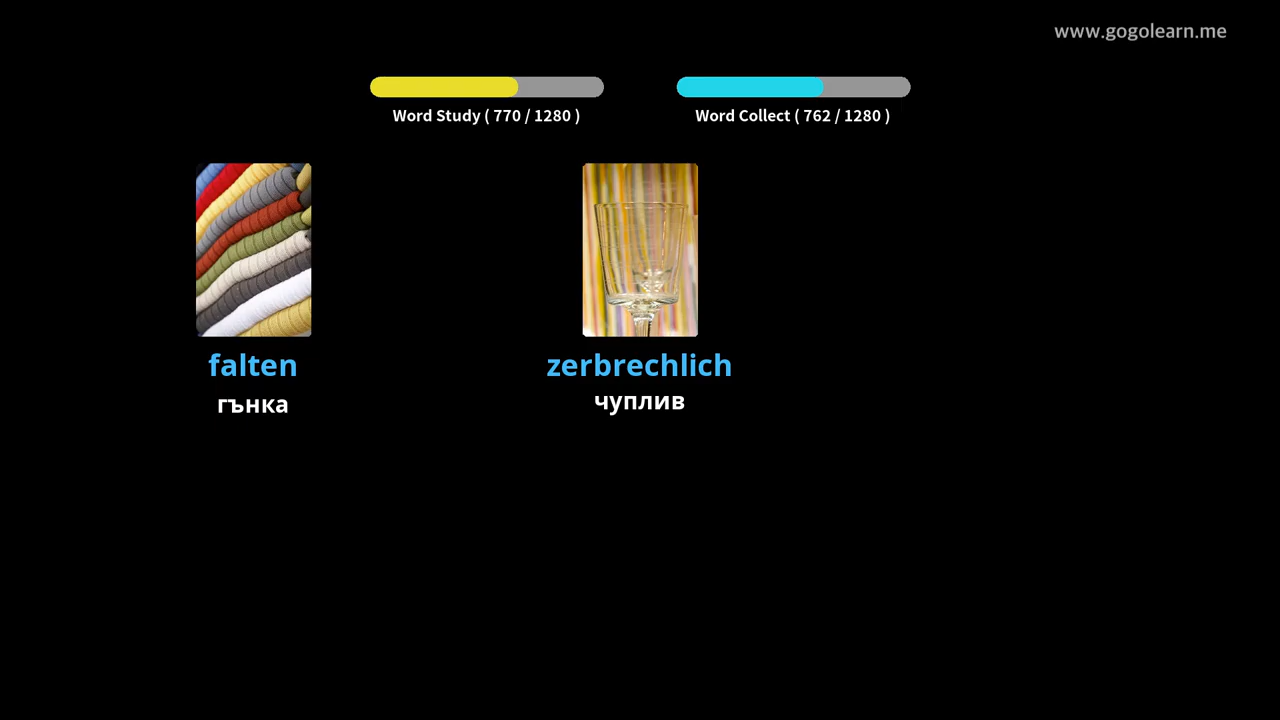 www.gogolearn.me
Word Study ( 770 / 1280 )
Word Collect ( 762 / 1280 )
falten
гънка
zerbrechlich
чуплив